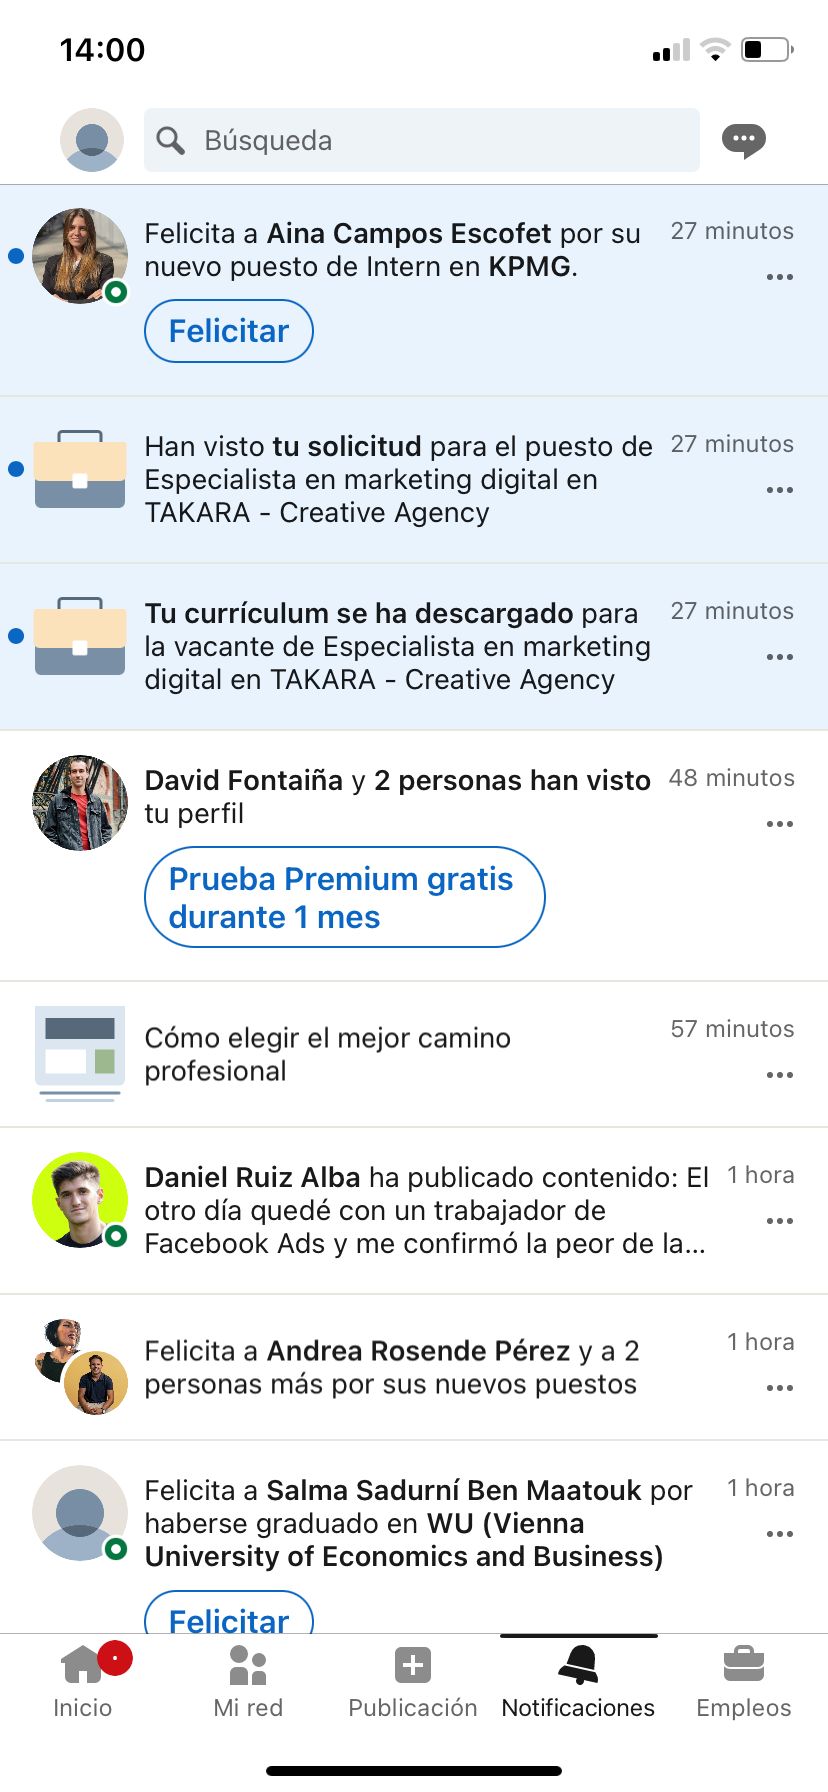 14:00
Búsqueda
Felicita a Aina Campos Escofet por su
nuevo puesto de Intern en KPMG.
27 minutos
Felicitar
Han visto tu solicitud para el puesto de
Especialista en marketing digital en
TAKARA - Creative Agency
27 minutos
Tu currículum se ha descargado para
la vacante de Especialista en marketing
digital en TAKARA - Creative Agency
27 minutos
David Fontaiña y 2 personas han visto
tu perfil
48 minutos
Prueba Premium gratis
durante 1 mes
Cómo elegir el mejor camino
profesional
57 minutos
Daniel Ruiz Alba ha publicado contenido: El
otro día quedé con un trabajador de
Facebook Ads y me confirmó la peor de la...
1 hora
Felicita a Andrea Rosende Pérez y a 2
personas más por sus nuevos puestos
1 hora
Felicita a Salma Sadurní Ben Maatouk por
haberse graduado en WU (Vienna
University of Economics and Business)
1 hora
Felicitar
Inicio
Mi red
Publicación
Notificaciones
Empleos